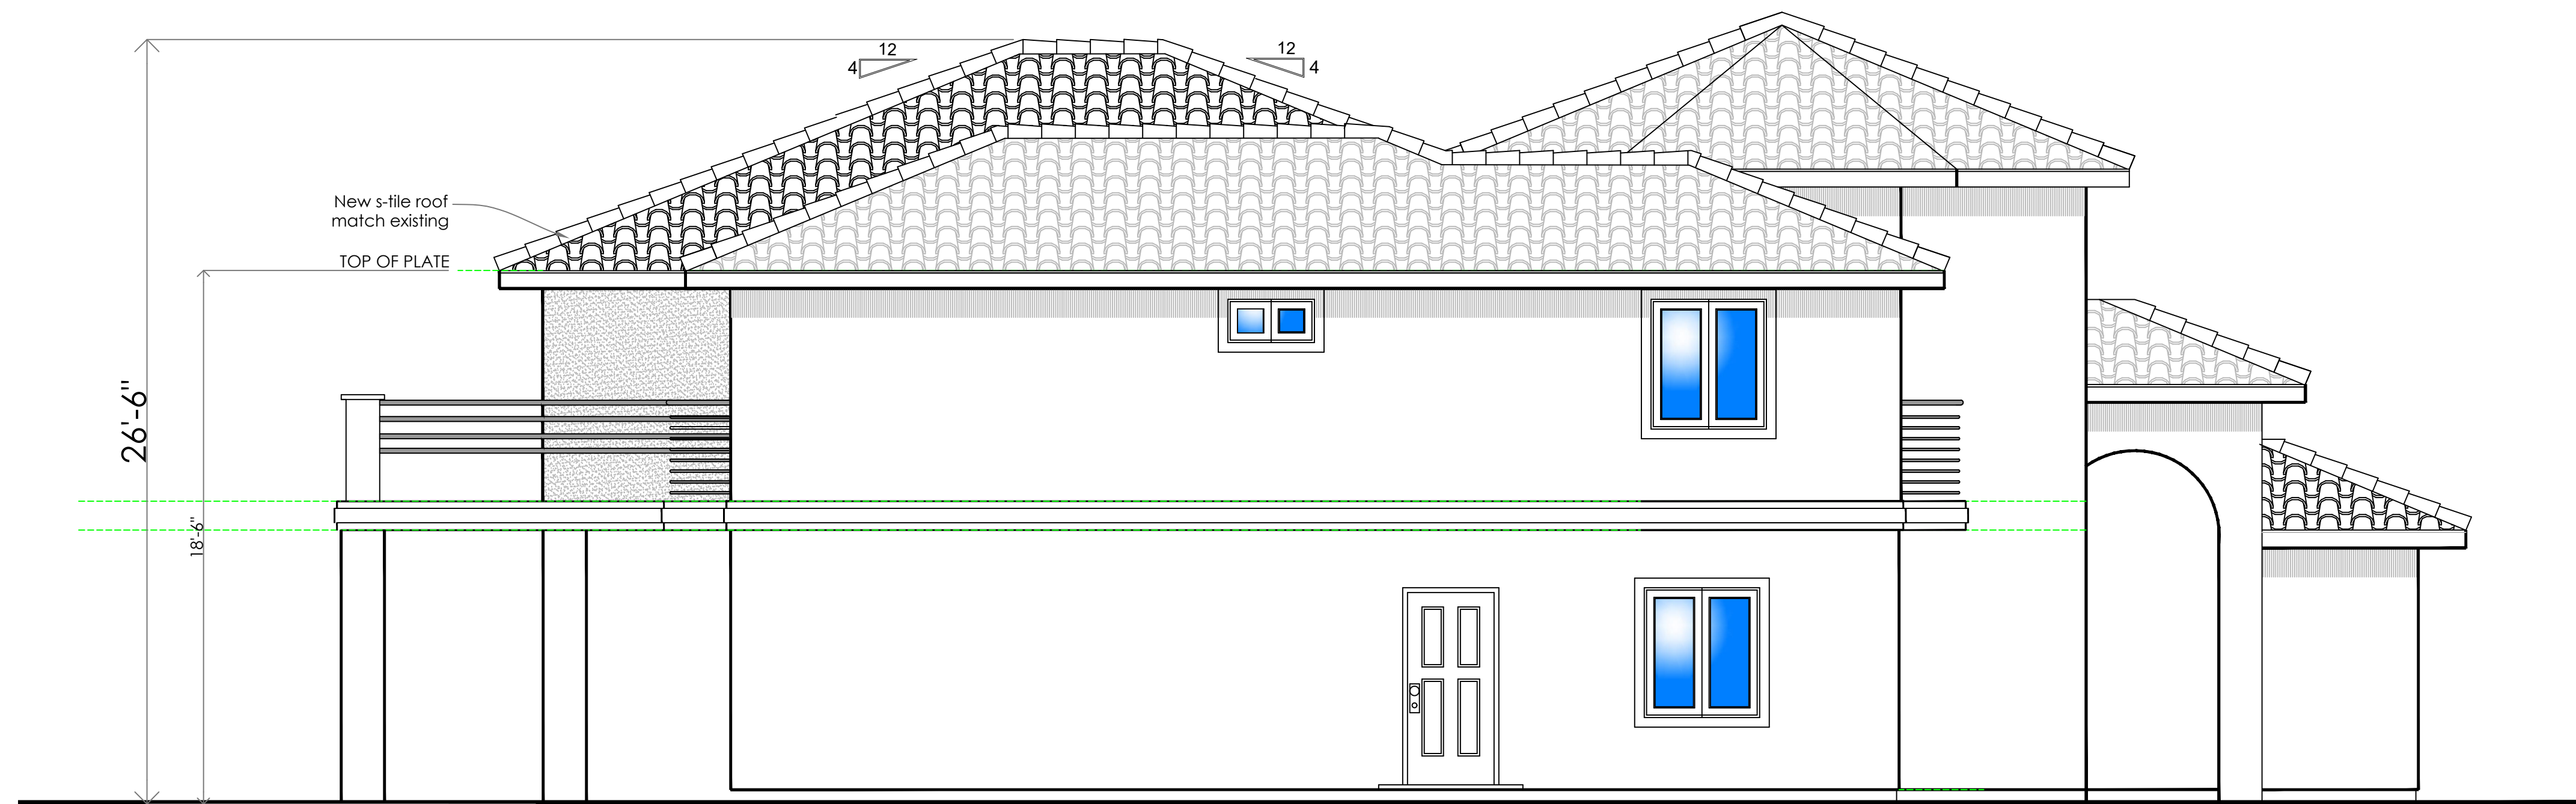 12
4
12
4
New s-tile roof
match existing
TOP OF PLATE
26'-6"
18'-6"